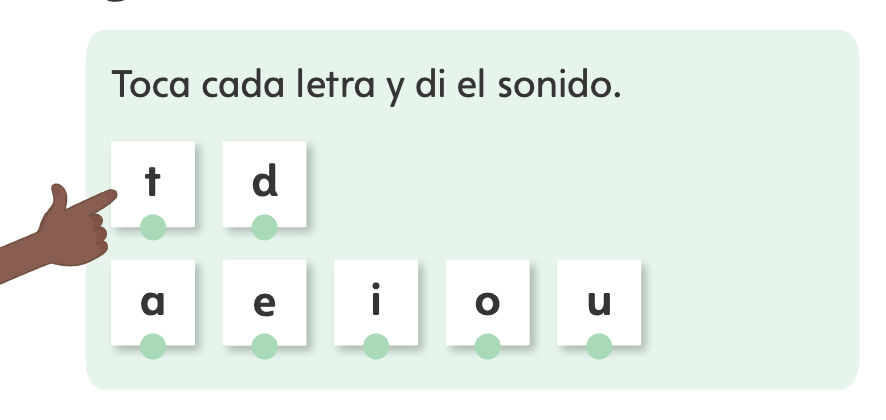 Toca cada letra y di el sonido.
t d
a e i o u